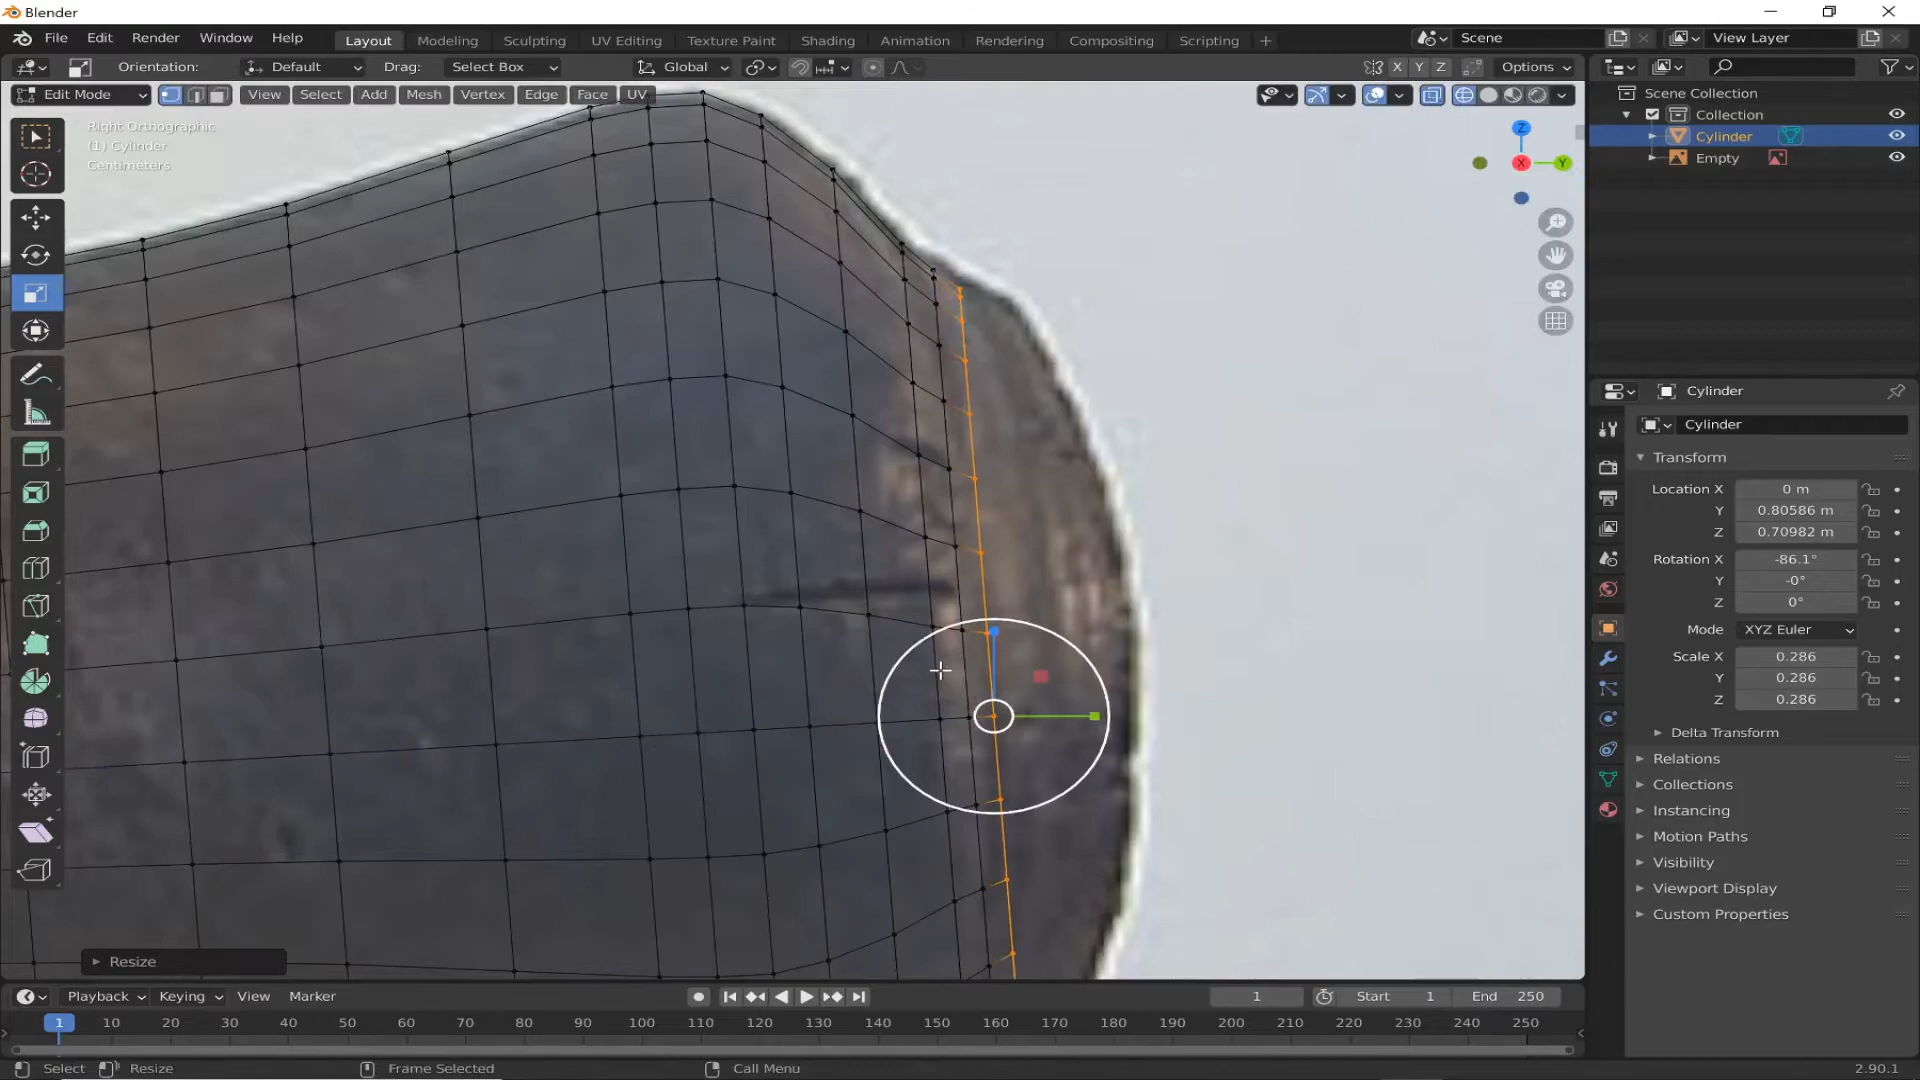 Blender
File Edit Render Window Help
Layout Modeling Sculpting UV Editing Texture Paint Shading Animation Rendering Compositing Scripting +
Scene
View Layer
Orientation: Default Drag: Select Box
Global
X Y Z Options
Edit Mode View Select Add Mesh Vertex Edge Face UV
Right Orthographic
(1) Cylinder
Centimeters
Z
X Y
Scene Collection
Collection
Cylinder
Empty
Cylinder
Cylinder
Transform
Location X 0 m
Y 0.80586 m
Z 0.70982 m
Rotation X -86.1°
Y -0°
Z 0°
Mode XYZ Euler
Scale X 0.286
Y 0.286
Z 0.286
Delta Transform
Relations
Collections
Instancing
Motion Paths
Visibility
Viewport Display
Custom Properties
Resize
Playback Keying View Marker
1 Start 1 End 250
1 10 20 30 40 50 60 70 80 90 100 110 120 130 140 150 160 170 180 190 200 210 220 230 240 250
Select Resize Frame Selected Call Menu 2.90.1